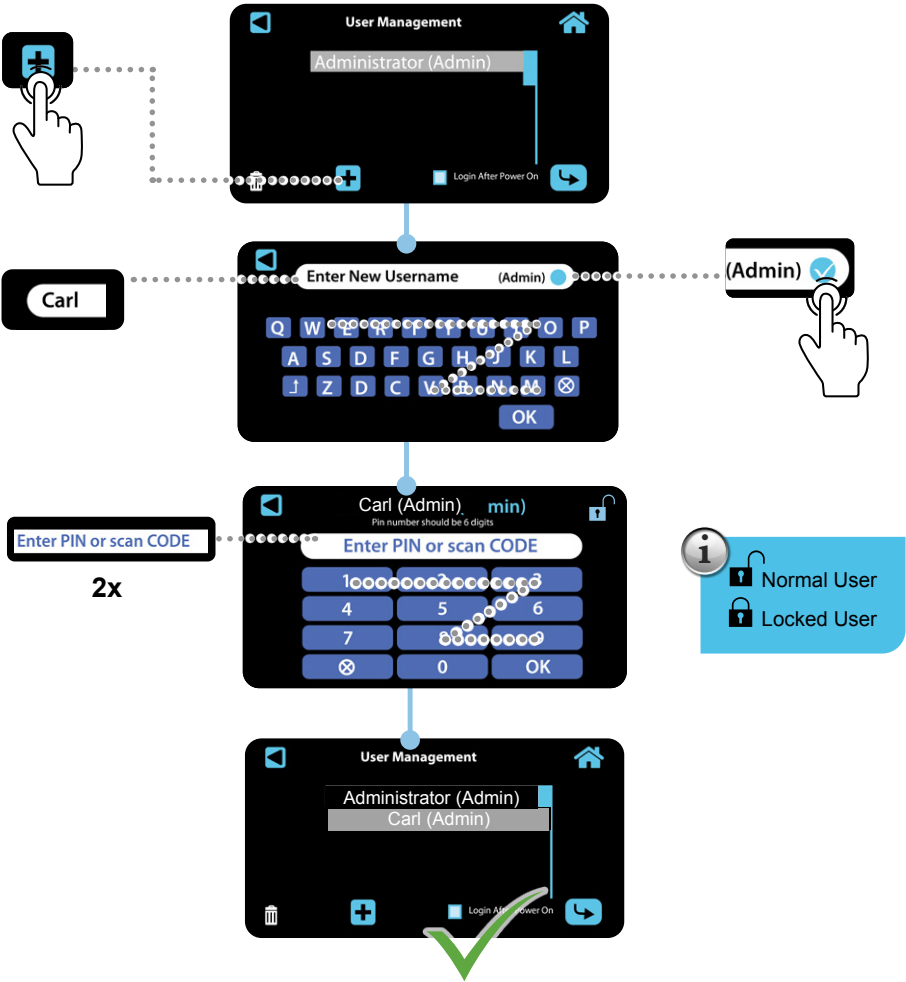 User Management
Administrator (Admin)
Login After Power On
Carl
Enter New Username (Admin)
(Admin)
Q W E R T Y U I O P
A S D F G H J K L
Z D C V B N M
OK
Carl (Admin) min)
Pin number should be 6 digits
Enter PIN or scan CODE
2x
Enter PIN or scan CODE
1 2 3
4 5 6
7 8 9
0 OK
i
Normal User
Locked User
User Management
Administrator (Admin)
Carl (Admin)
Login After Power On